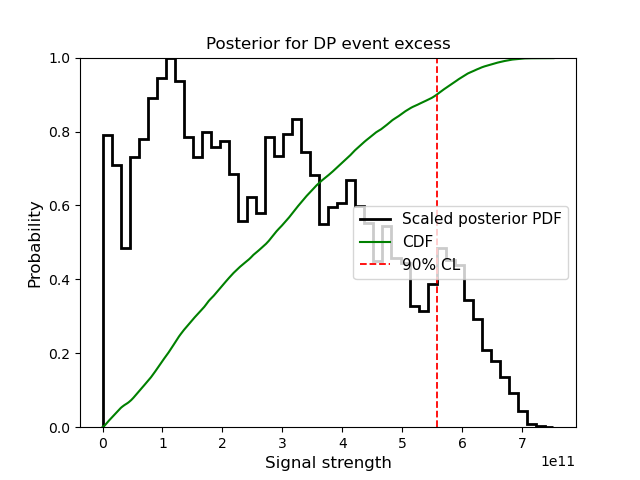 Posterior for DP event excess
1.0
0.8
0.6
0.4
0.2
0.0
Probability
Scaled posterior PDF
CDF
90% CL
0
1
2
3
4
5
6
7
1e11
Signal strength